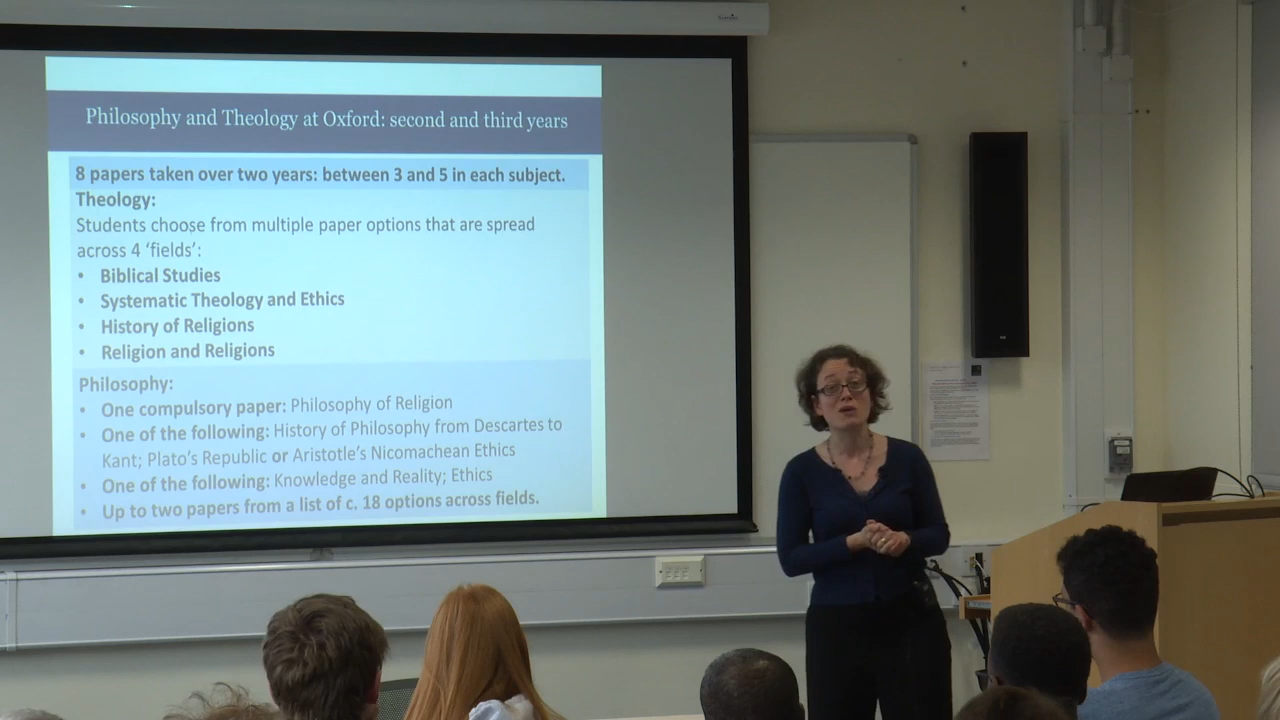 Philosophy and Theology at Oxford: second and third years
8 papers taken over two years: between 3 and 5 in each subject.
Theology:
Students choose from multiple paper options that are spread
across 4 ‘fields’:
• Biblical Studies
• Systematic Theology and Ethics
• History of Religions
• Religion and Religions
Philosophy:
• One compulsory paper: Philosophy of Religion
• One of the following: History of Philosophy from Descartes to
Kant; Plato’s Republic or Aristotle’s Nicomachean Ethics
• One of the following: Knowledge and Reality; Ethics
• Up to two papers from a list of c. 18 options across fields.